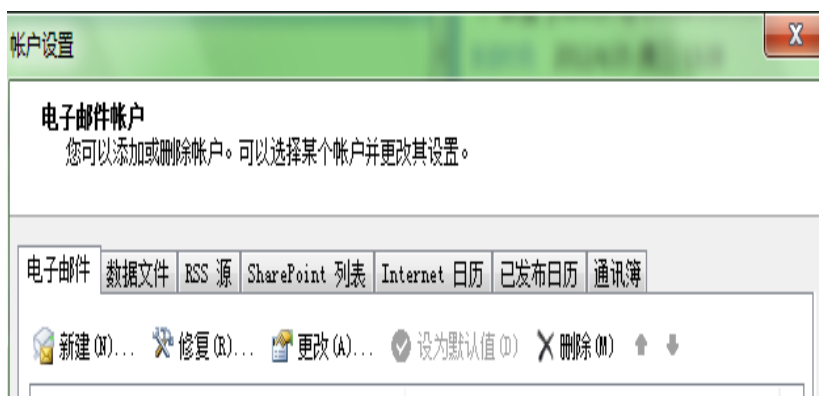 帐户设置
电子邮件帐户
您可以添加或删除帐户。可以选择某个帐户并更改其设置。
电子邮件 数据文件 RSS 源 SharePoint 列表 Internet 日历 已发布日历 通讯簿
新建(N)... 修复(R)... 更改(A)... 设为默认值(D) 删除(M)